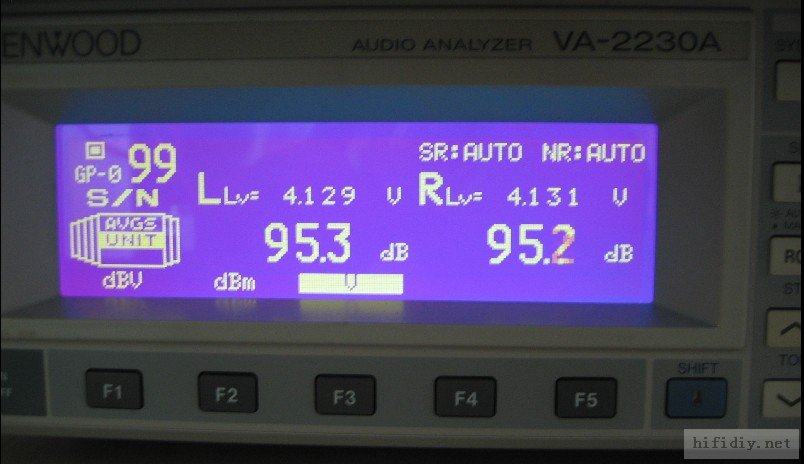 ENWOOD AUDIO ANALYZER VA-2230A
GP-0 99 SR:AUTO NR:AUTO
S/N L Lv= 4.129 V R Lv= 4.131 V
AVGS
UNIT 95.3 dB 95.2 dB
dBV dBm V
F1 F2 F3 F4 F5 SHIFT
hifidiy.net